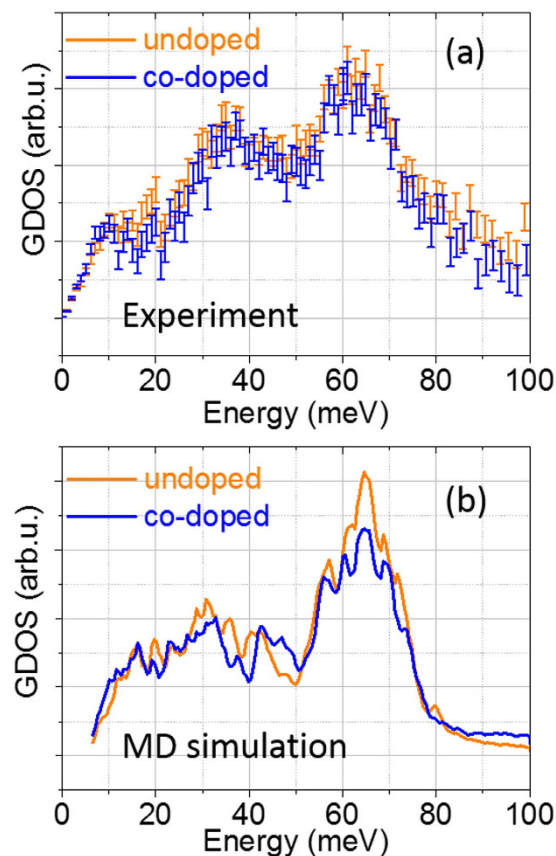 undoped
(a)
co-doped
GDOS (arb.u.)
Experiment
0 20 40 60 80 100
Energy (meV)
undoped
(b)
co-doped
GDOS (arb.u.)
MD simulation
0 20 40 60 80 100
Energy (meV)